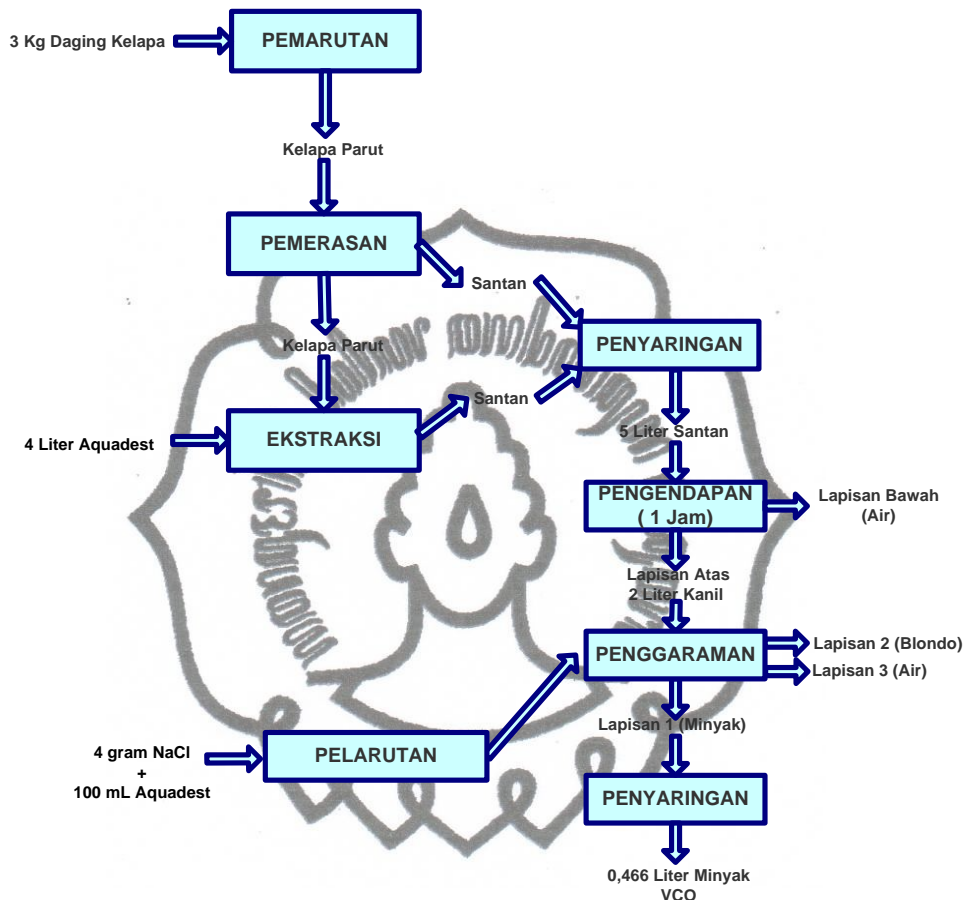 3 Kg Daging Kelapa
PEMARUTAN
Kelapa Parut
PEMERASAN
Santan
Kelapa Parut
PENYARINGAN
Santan
4 Liter Aquadest
EKSTRAKSI
5 Liter Santan
PENGENDAPAN
( 1 Jam)
Lapisan Bawah
(Air)
Lapisan Atas
2 Liter Kanil
PENGGARAMAN
Lapisan 2 (Blondo)
Lapisan 3 (Air)
Lapisan 1 (Minyak)
4 gram NaCl
+
100 mL Aquadest
PELARUTAN
PENYARINGAN
0,466 Liter Minyak
VCO